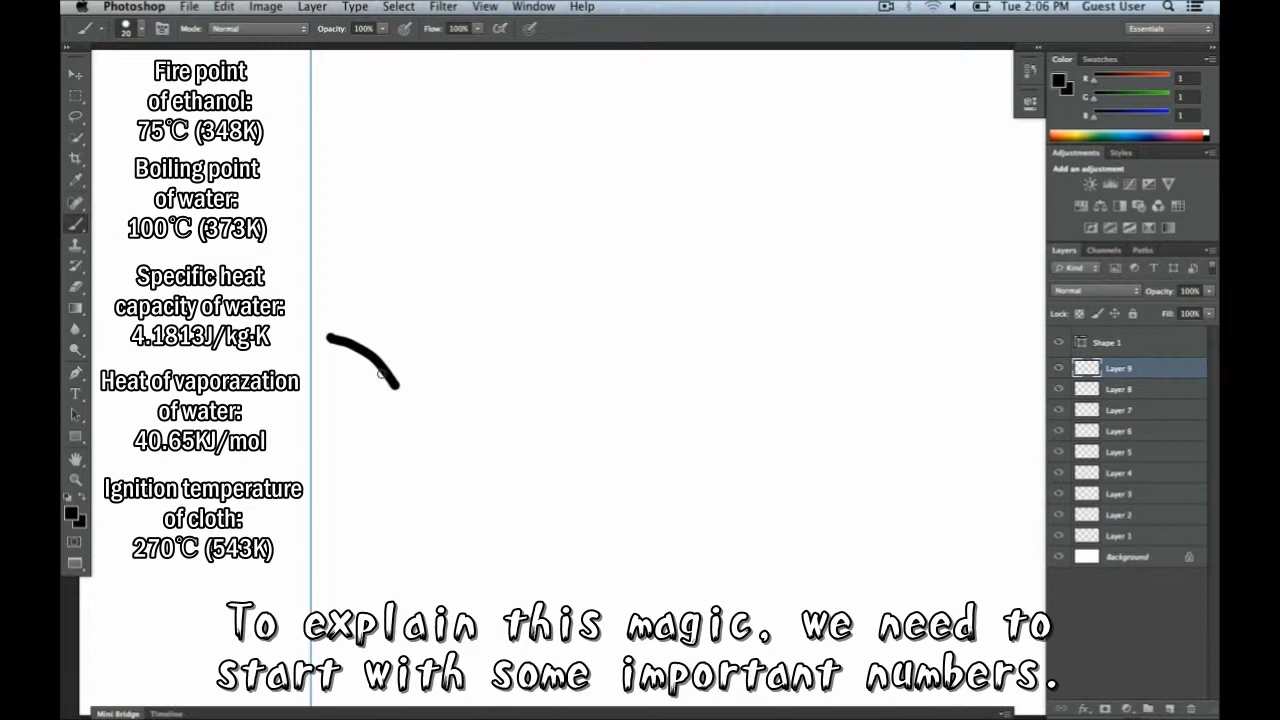 Photoshop File Edit Image Layer Type Select Filter View Window Help Tue 2:06 PM Guest User
20 Mode: Normal Opacity: 100% Flow: 100% Essentials
Fire point
of ethanol:
75℃ (348K)
Boiling point
of water:
100℃ (373K)
Specific heat
capacity of water:
4.1813J/kg·K
Heat of vaporazation
of water:
40.65KJ/mol
Ignition temperature
of cloth:
270℃ (543K)
To explain this magic, we need to
start with some important numbers.
Color Swatches
R 1
G 1
B 1
Adjustments Styles
Add an adjustment
Layers Channels Paths
Kind
Normal Opacity: 100%
Lock: Fill: 100%
Shape 1
Layer 9
Layer 8
Layer 7
Layer 6
Layer 5
Layer 4
Layer 3
Layer 2
Layer 1
Background
Mini Bridge Timeline